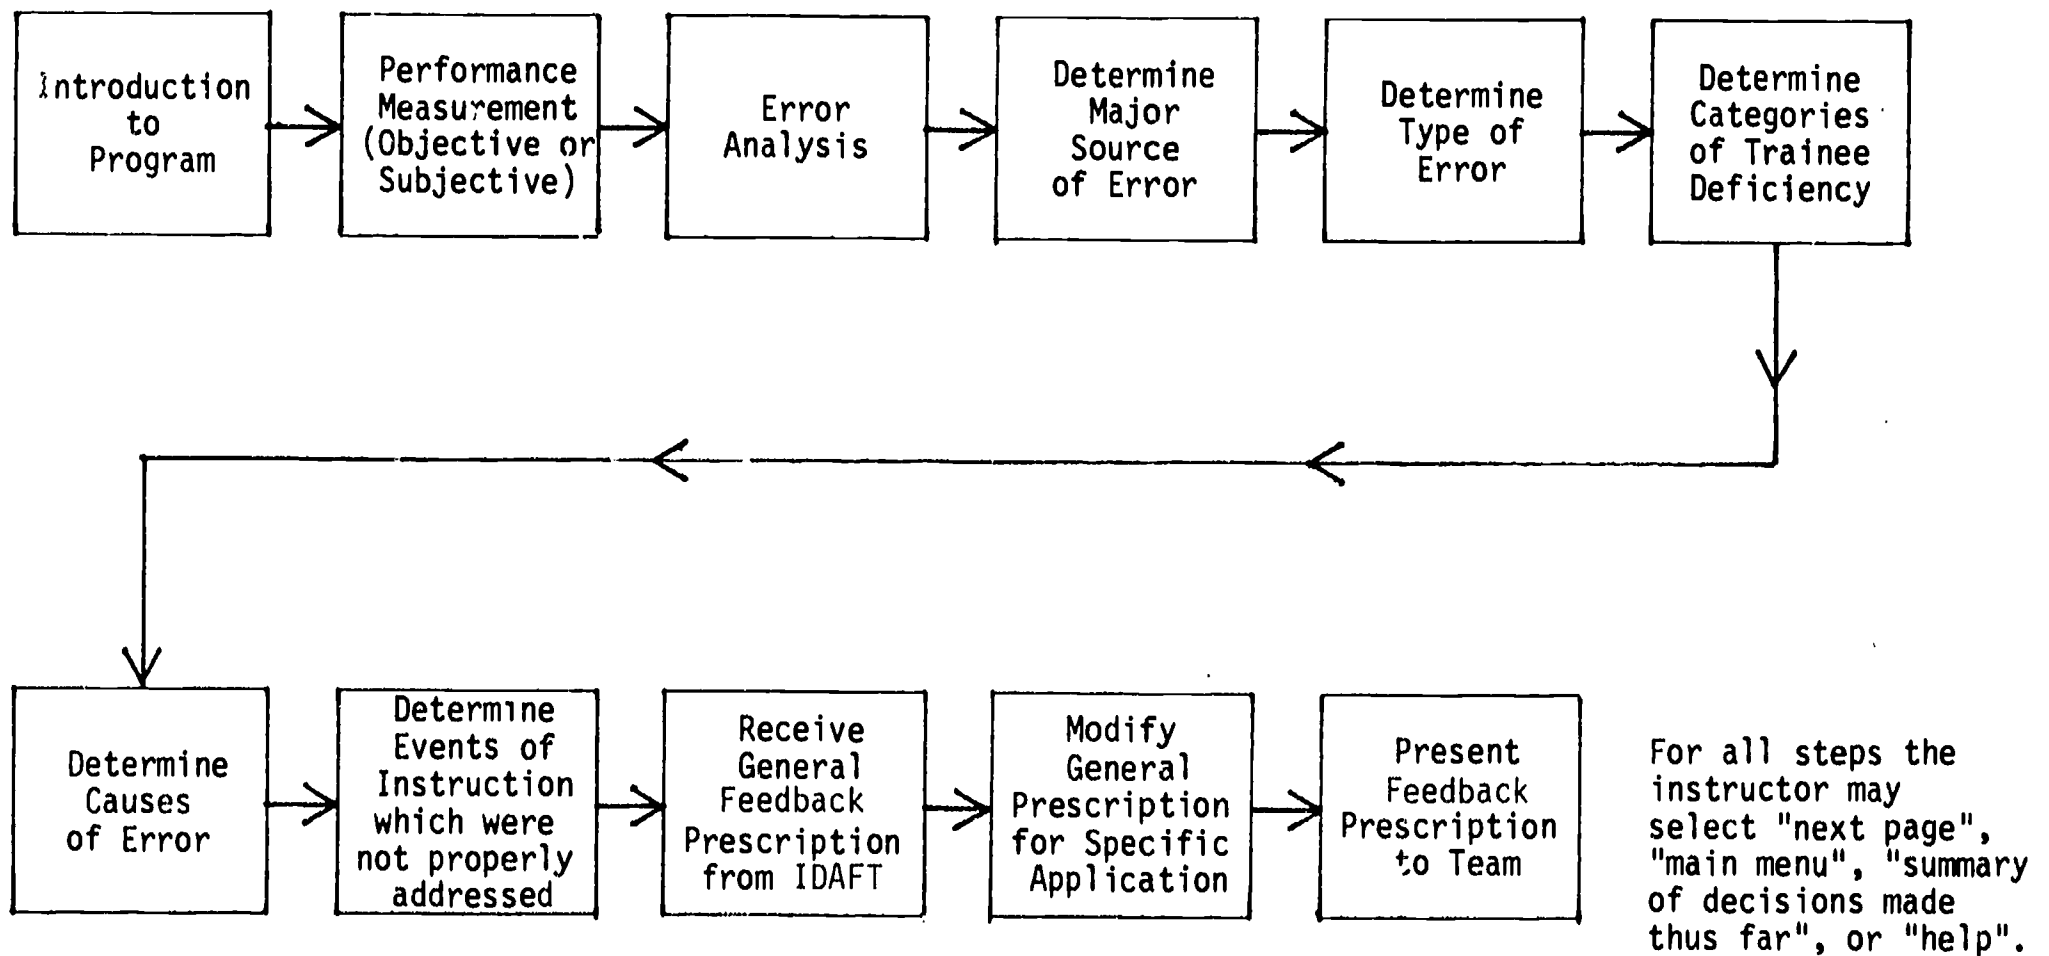 Introduction
to
Program
Performance
Measurement
(Objective or
Subjective)
Error
Analysis
Determine
Major
Source
of Error
Determine
Type of
Error
Determine
Categories
of Trainee
Deficiency
Determine
Causes
of Error
Determine
Events of
Instruction
which were
not properly
addressed
Receive
General
Feedback
Prescription
from IDAFT
Modify
General
Prescription
for Specific
Application
Present
Feedback
Prescription
to Team
For all steps the
instructor may
select "next page",
"main menu", "summary
of decisions made
thus far", or "help".